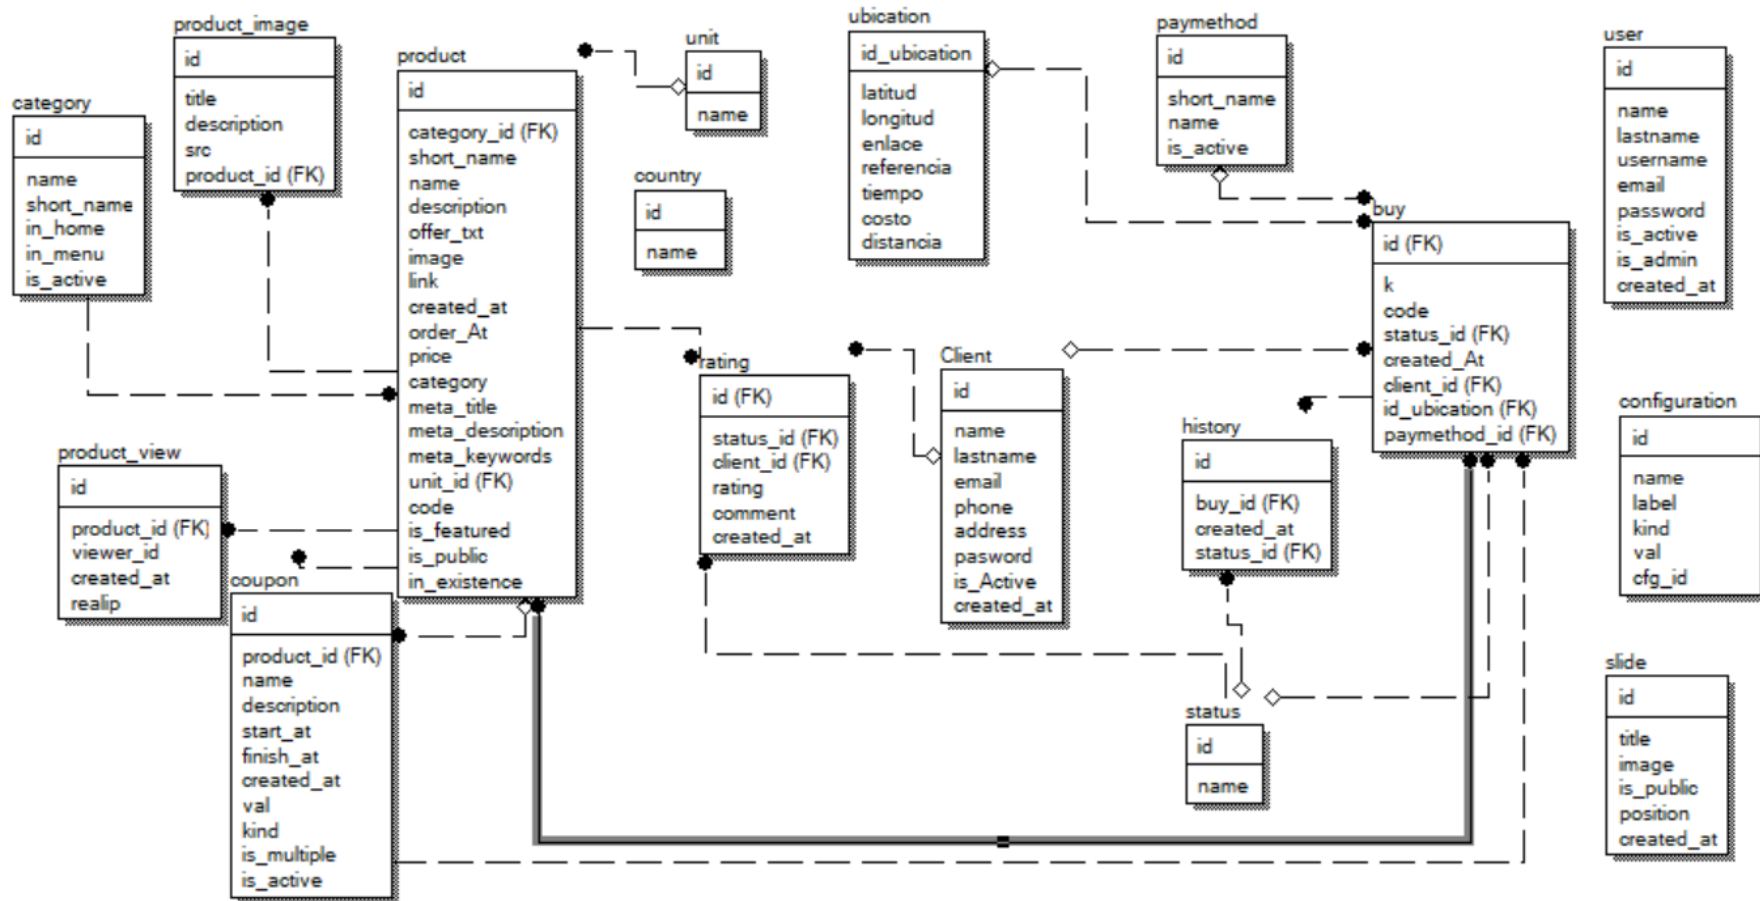 product_image
id
title
description
src
product_id (FK)
category
id
name
short_name
in_home
in_menu
is_active
product
id
category_id (FK)
short_name
name
description
offer_txt
image
link
created_at
order_At
price
category
meta_title
meta_description
meta_keywords
unit_id (FK)
code
is_featured
is_public
in_existence
unit
id
name
country
id
name
ubication
id_ubication
latitud
longitud
enlace
referencia
tiempo
costo
distancia
paymethod
id
short_name
name
is_active
user
id
name
lastname
username
email
password
is_active
is_admin
created_at
buy
id (FK)
k
code
status_id (FK)
created_At
client_id (FK)
id_ubication (FK)
paymethod_id (FK)
rating
id (FK)
status_id (FK)
client_id (FK)
rating
comment
created_at
Client
id
name
lastname
email
phone
address
pasword
is_Active
created_at
history
id
buy_id (FK)
created_at
status_id (FK)
configuration
id
name
label
kind
val
cfg_id
product_view
id
product_id (FK)
viewer_id
created_at
realip
coupon
id
product_id (FK)
name
description
start_at
finish_at
created_at
val
kind
is_multiple
is_active
status
id
name
slide
id
title
image
is_public
position
created_at